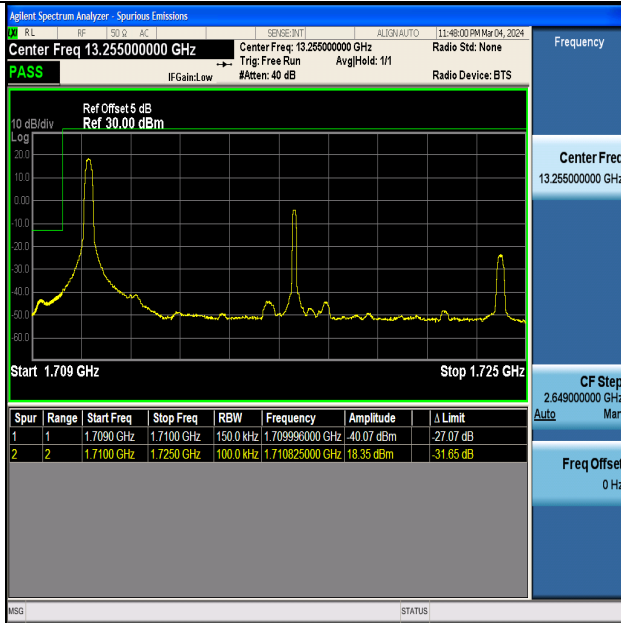 Agilent Spectrum Analyzer - Spurious Emissions
RL RF 50 Ω AC SENSE:INT ALIGN AUTO 11:48:00 PM Mar 04, 2024
Center Freq 13.255000000 GHz Center Freq: 13.255000000 GHz Radio Std: None
Trig: Free Run Avg|Hold: 1/1
PASS IFGain:Low #Atten: 40 dB Radio Device: BTS
Ref Offset 5 dB
10 dB/div Ref 30.00 dBm
Log
20.0
10.0
0.00
-10.0
-20.0
-30.0
-40.0
-50.0
-60.0
Start 1.709 GHz Stop 1.725 GHz
Spur Range Start Freq Stop Freq RBW Frequency Amplitude Δ Limit
1 1 1.7090 GHz 1.7100 GHz 150.0 kHz 1.709996000 GHz -40.07 dBm -27.07 dB
2 2 1.7100 GHz 1.7250 GHz 100.0 kHz 1.710825000 GHz 18.35 dBm -31.65 dB
MSG STATUS
Frequency
Center Freq
13.255000000 GHz
CF Step
2.649000000 GHz
Auto Man
Freq Offset
0 Hz